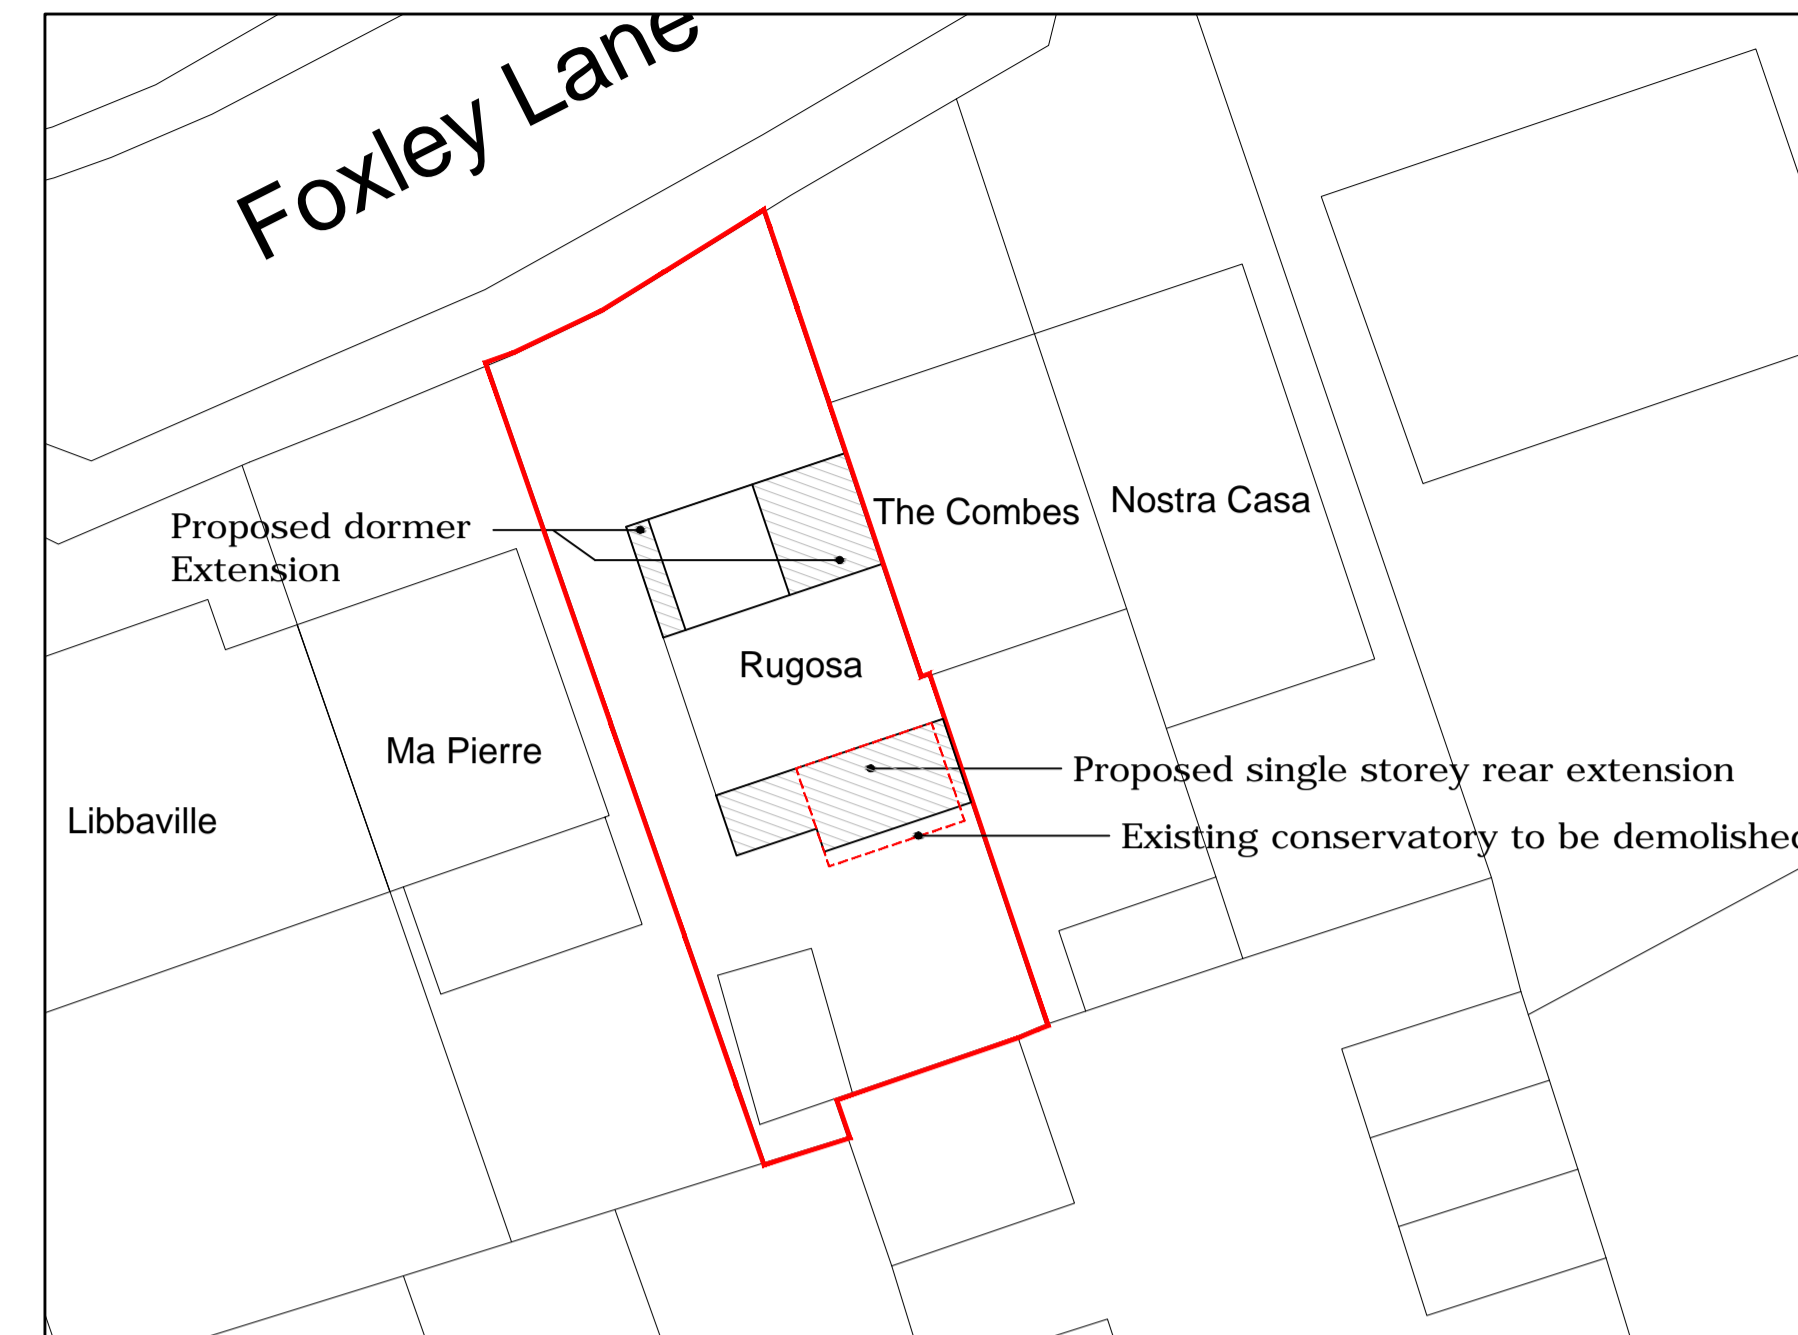 Foxley Lane
The Combes
Nostra Casa
Proposed dormer
Extension
Rugosa
Ma Pierre
Proposed single storey rear extension
Libbaville
Existing conservatory to be demolished